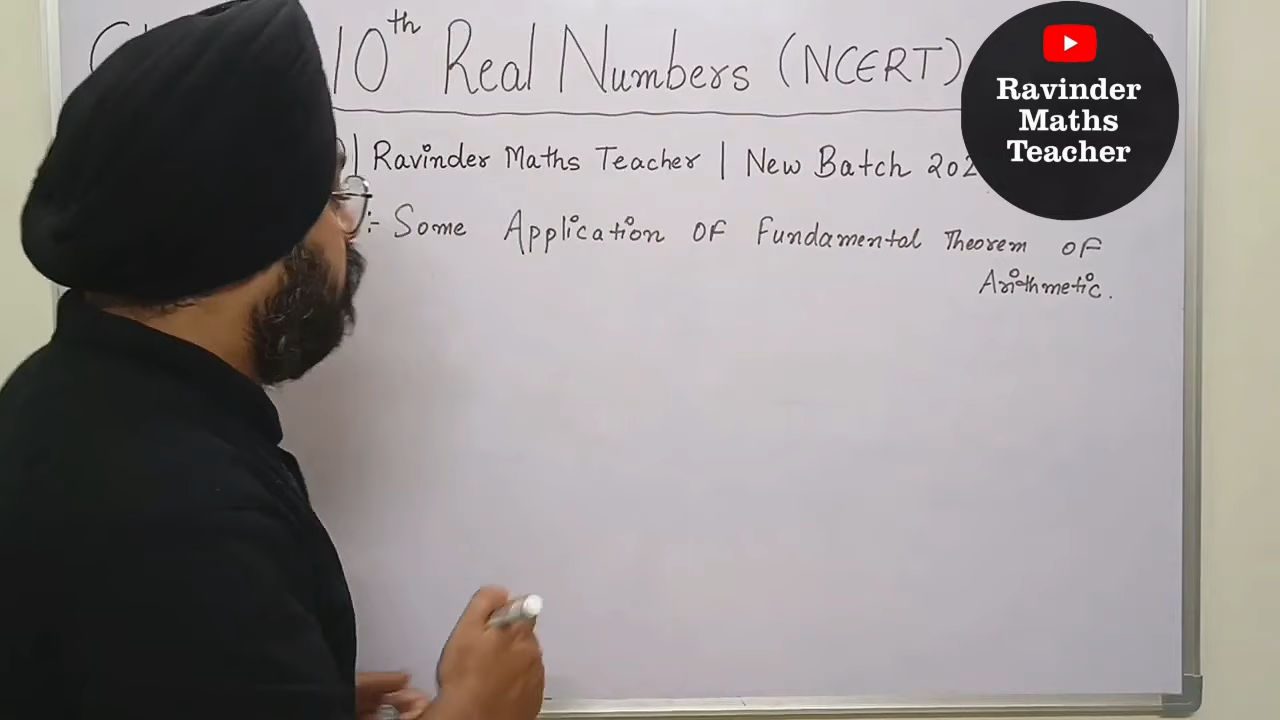 10th Real Numbers (NCERT)
| Ravinder Maths Teacher | New Batch 202
:- Some Application OF Fundamental Theorem OF
Arithmetic.
Ravinder
Maths
Teacher